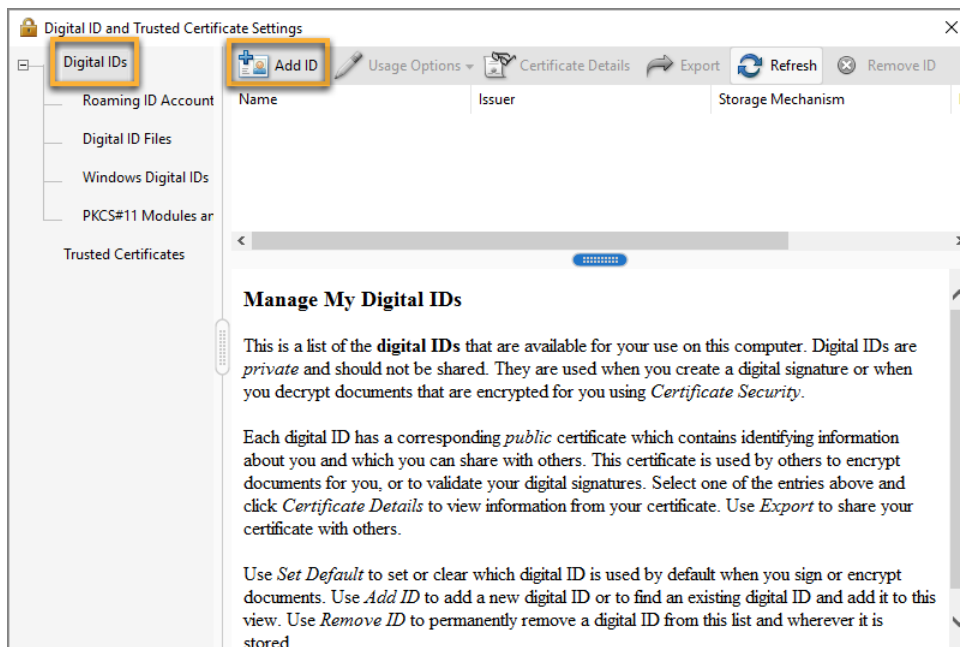 Digital ID and Trusted Certificate Settings
Digital IDs
Add ID Usage Options Certificate Details Export Refresh Remove ID
Roaming ID Account
Name Issuer Storage Mechanism
Digital ID Files
Windows Digital IDs
PKCS#11 Modules an
Trusted Certificates
Manage My Digital IDs
This is a list of the digital IDs that are available for your use on this computer. Digital IDs are
private and should not be shared. They are used when you create a digital signature or when
you decrypt documents that are encrypted for you using Certificate Security.
Each digital ID has a corresponding public certificate which contains identifying information
about you and which you can share with others. This certificate is used by others to encrypt
documents for you, or to validate your digital signatures. Select one of the entries above and
click Certificate Details to view information from your certificate. Use Export to share your
certificate with others.
Use Set Default to set or clear which digital ID is used by default when you sign or encrypt
documents. Use Add ID to add a new digital ID or to find an existing digital ID and add it to this
view. Use Remove ID to permanently remove a digital ID from this list and wherever it is
stored